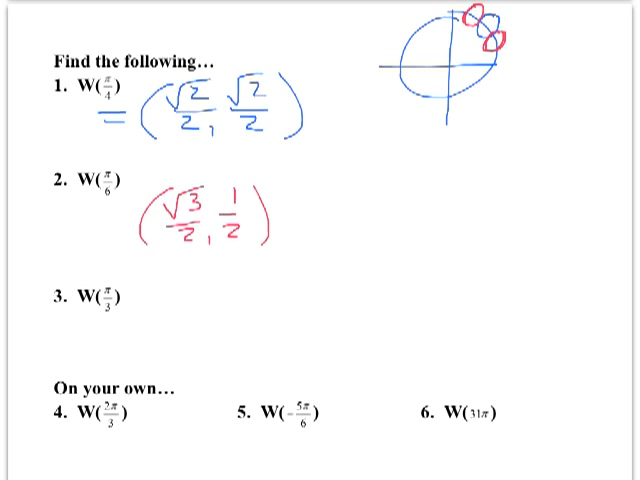 Find the following…
1. W(π/4)
= (√2/2, √2/2)
2. W(π/6)
(√3/2, 1/2)
3. W(π/3)
On your own…
4. W(2π/3) 5. W(-5π/6) 6. W(31π)